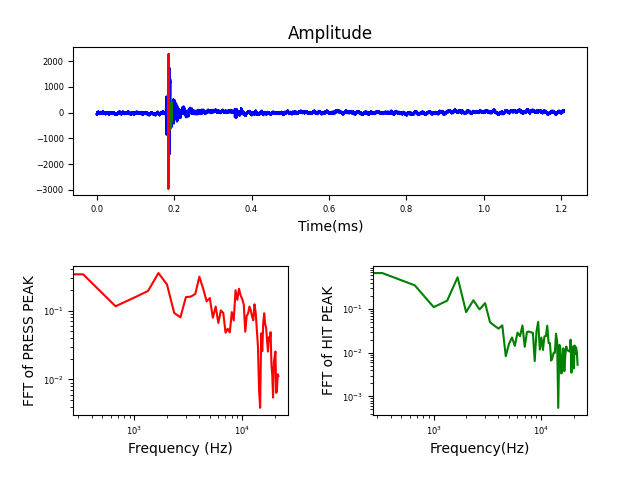 Amplitude
2000
1000
0
−1000
−2000
−3000
0.0 0.2 0.4 0.6 0.8 1.0 1.2
Time(ms)
FFT of PRESS PEAK
10⁻¹
10⁻²
10³ 10⁴
Frequency (Hz)
FFT of HIT PEAK
10⁻¹
10⁻²
10⁻³
10³ 10⁴
Frequency(Hz)